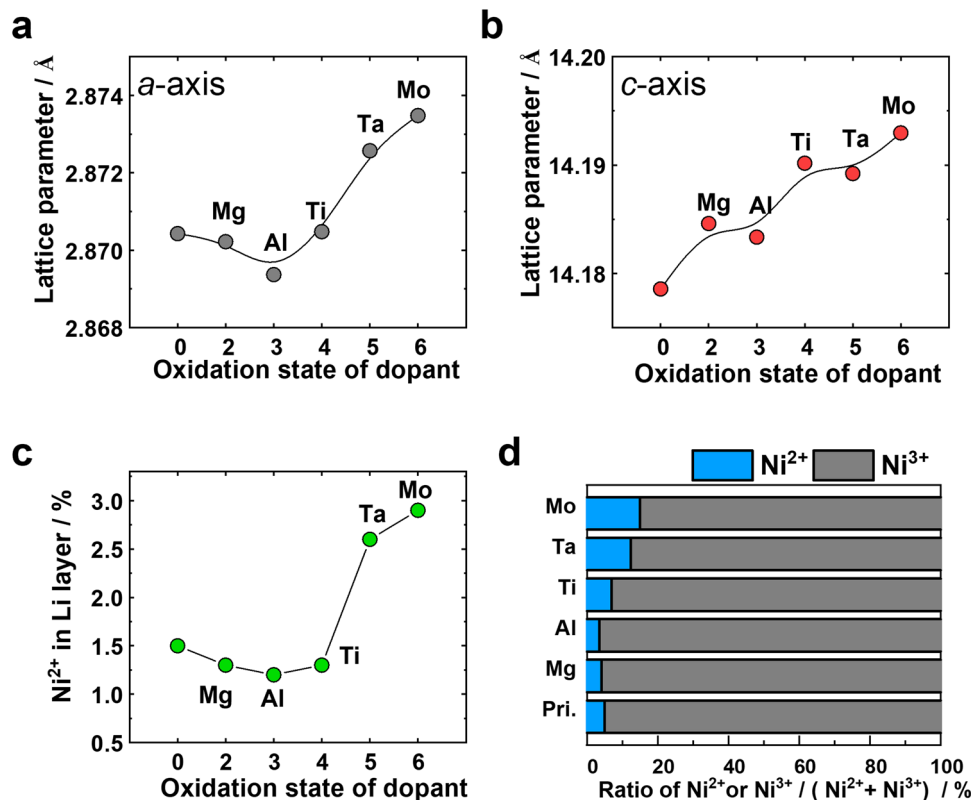 a
a-axis
Lattice parameter / Å
2.874
2.872
2.870
2.868
Mg
Al
Ti
Ta
Mo
0 2 3 4 5 6
Oxidation state of dopant
b
c-axis
Lattice parameter / Å
14.20
14.19
14.18
Mg
Al
Ti
Ta
Mo
0 2 3 4 5 6
Oxidation state of dopant
c
Ni²⁺ in Li layer / %
3.0
2.5
2.0
1.5
1.0
0.5
Mg
Al
Ti
Ta
Mo
0 2 3 4 5 6
Oxidation state of dopant
d
Ni²⁺ Ni³⁺
Mo
Ta
Ti
Al
Mg
Pri.
0 20 40 60 80 100
Ratio of Ni²⁺or Ni³⁺ / ( Ni²⁺+ Ni³⁺) / %